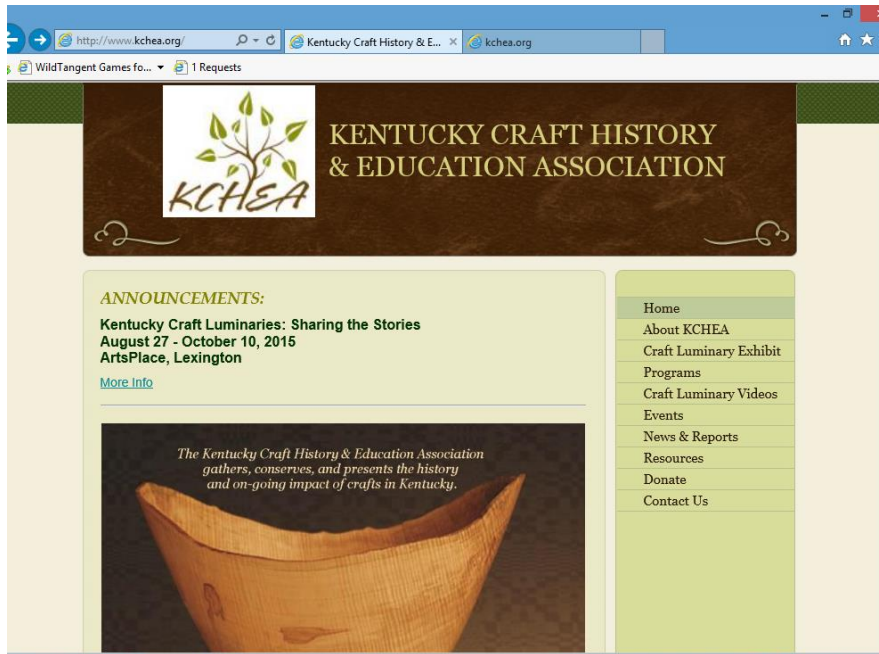 http://www.kchea.org/
Kentucky Craft History & E...
kchea.org
WildTangent Games fo...
1 Requests
KCHEA
KENTUCKY CRAFT HISTORY
& EDUCATION ASSOCIATION
ANNOUNCEMENTS:
Kentucky Craft Luminaries: Sharing the Stories
August 27 - October 10, 2015
ArtsPlace, Lexington
More Info
The Kentucky Craft History & Education Association
gathers, conserves, and presents the history
and on-going impact of crafts in Kentucky.
Home
About KCHEA
Craft Luminary Exhibit
Programs
Craft Luminary Videos
Events
News & Reports
Resources
Donate
Contact Us